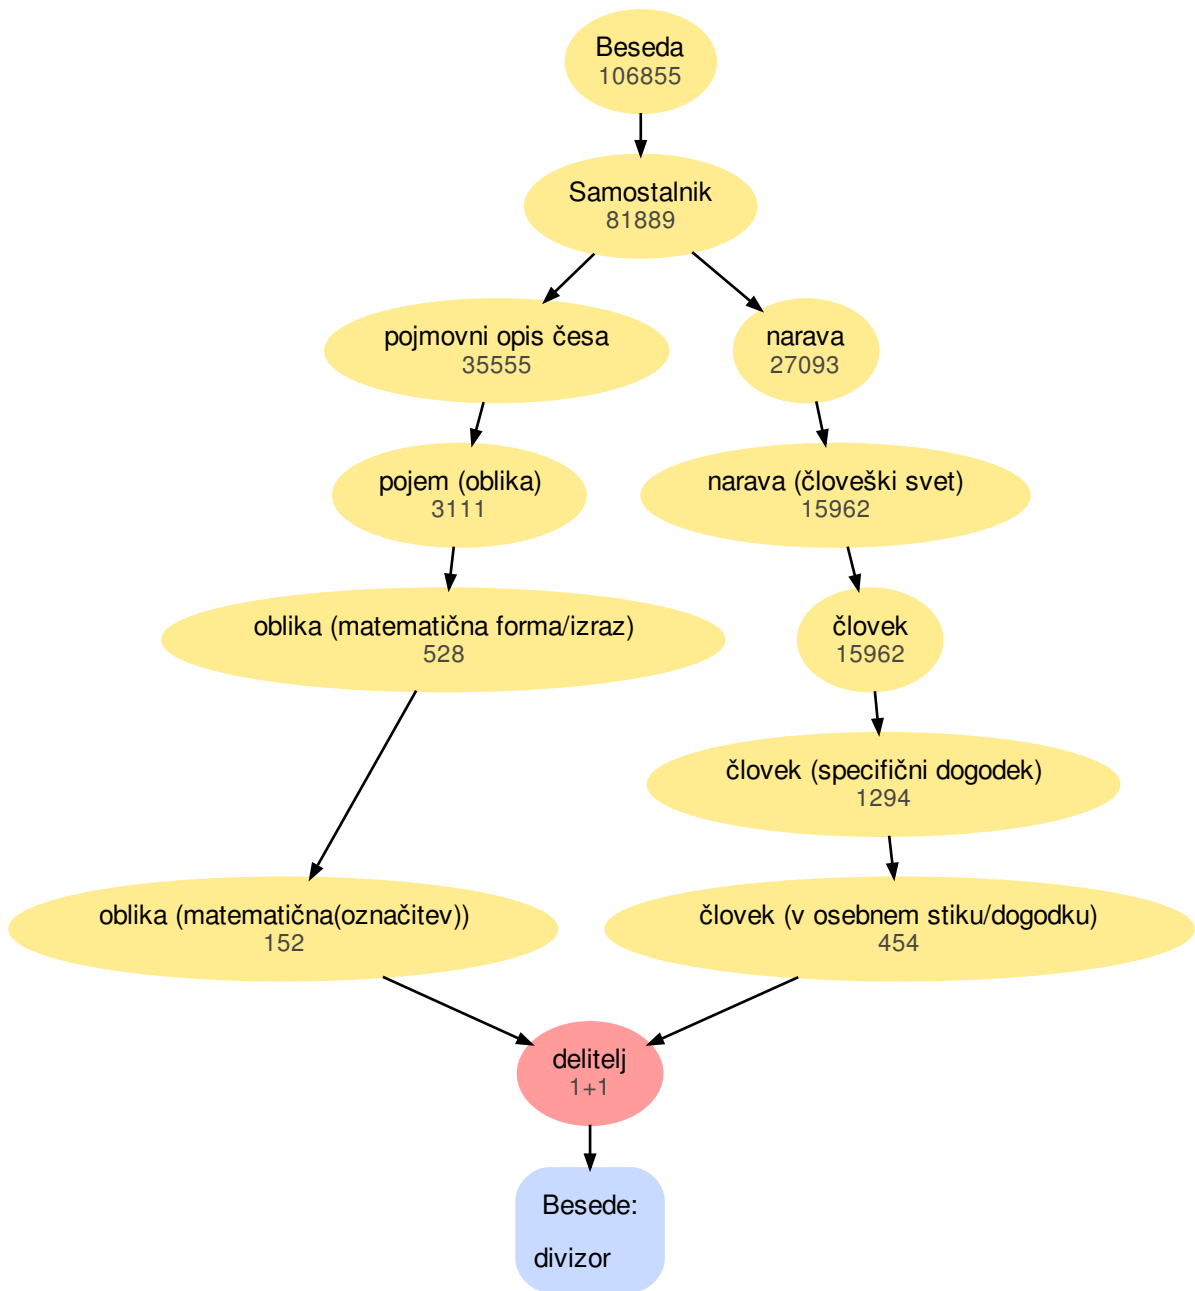 Beseda
106855
Samostalnik
81889
pojmovni opis česa
35555
narava
27093
pojem (oblika)
3111
narava (človeški svet)
15962
oblika (matematična forma/izraz)
528
človek
15962
človek (specifični dogodek)
1294
oblika (matematična(označitev))
152
človek (v osebnem stiku/dogodku)
454
delitelj
1+1
Besede:
divizor